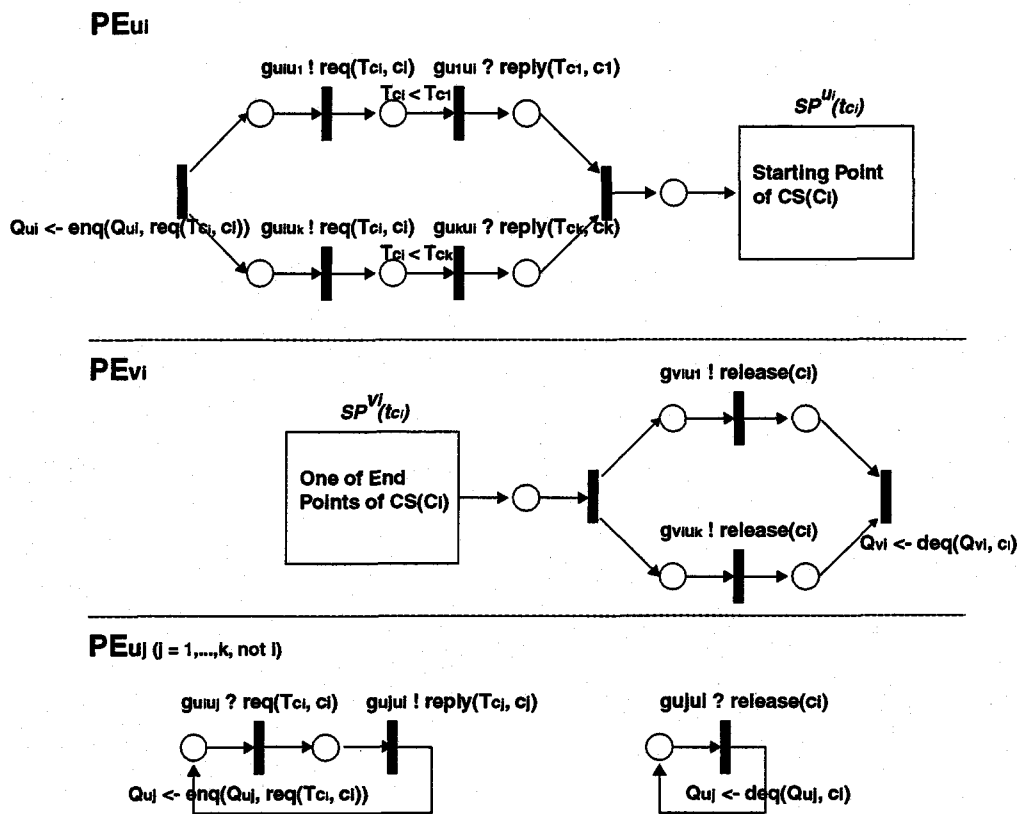 PEui
guiu1 ! req(Tci, ci) gu1ui ? reply(Tc1, c1)
Tci < Tc1
SP^ui(tci)
Starting Point
of CS(Ci)
Qui <- enq(Qui, req(Tci, ci)) guiuk ! req(Tci, ci) gukui ? reply(Tck, ck)
Tci < Tck
PEvi
gviu1 ! release(ci)
SP^vi(tci)
One of End
Points of CS(Ci)
gviuk ! release(ci)
Qvi <- deq(Qvi, ci)
PEuj (j = 1,...,k, not i)
guiuj ? req(Tci, ci) gujui ! reply(Tcj, cj) gujui ? release(ci)
Quj <- enq(Quj, req(Tci, ci)) Quj <- deq(Quj, ci)